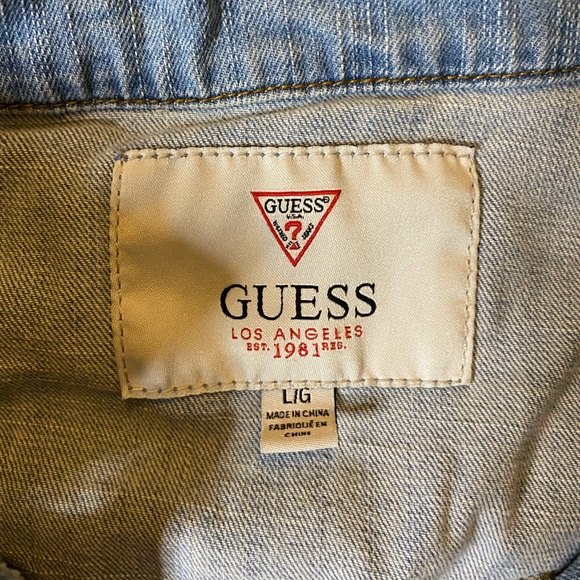 GUESS®
U.S.A.
?
GUESS
LOS ANGELES
EST. 1981 RES.
L/G
MADE IN CHINA
FABRIQUÉ EN
CHINE